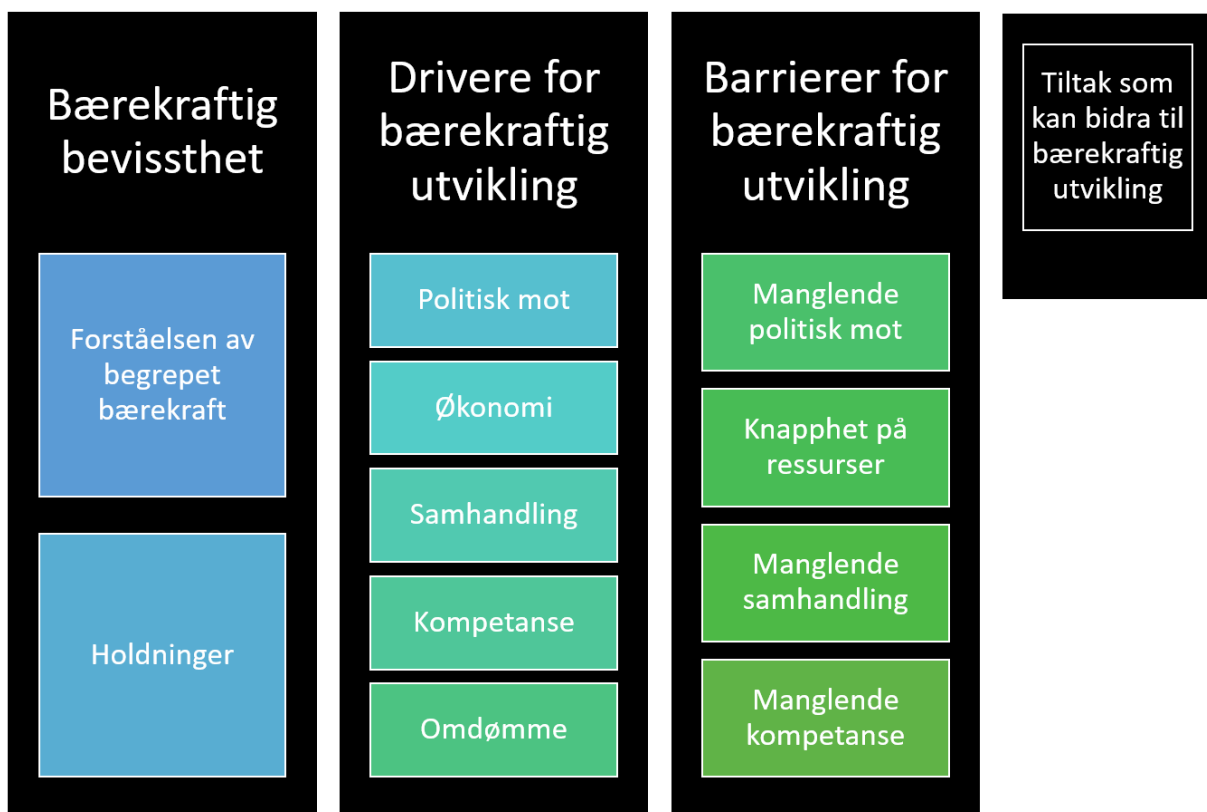 Bærekraftig
bevissthet
Forståelsen av
begrepet
bærekraft
Holdninger
Drivere for
bærekraftig
utvikling
Politisk mot
Økonomi
Samhandling
Kompetanse
Omdømme
Barrierer for
bærekraftig
utvikling
Manglende
politisk mot
Knapphet på
ressurser
Manglende
samhandling
Manglende
kompetanse
Tiltak som
kan bidra til
bærekraftig
utvikling